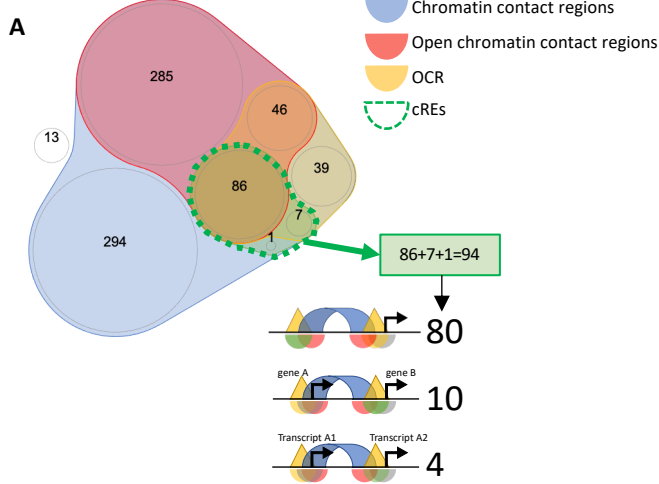 A
Chromatin contact regions
Open chromatin contact regions
OCR
cREs
285
46
13
39
86
7
1
294
86+7+1=94
80
gene A
gene B
10
Transcript A1
Transcript A2
4